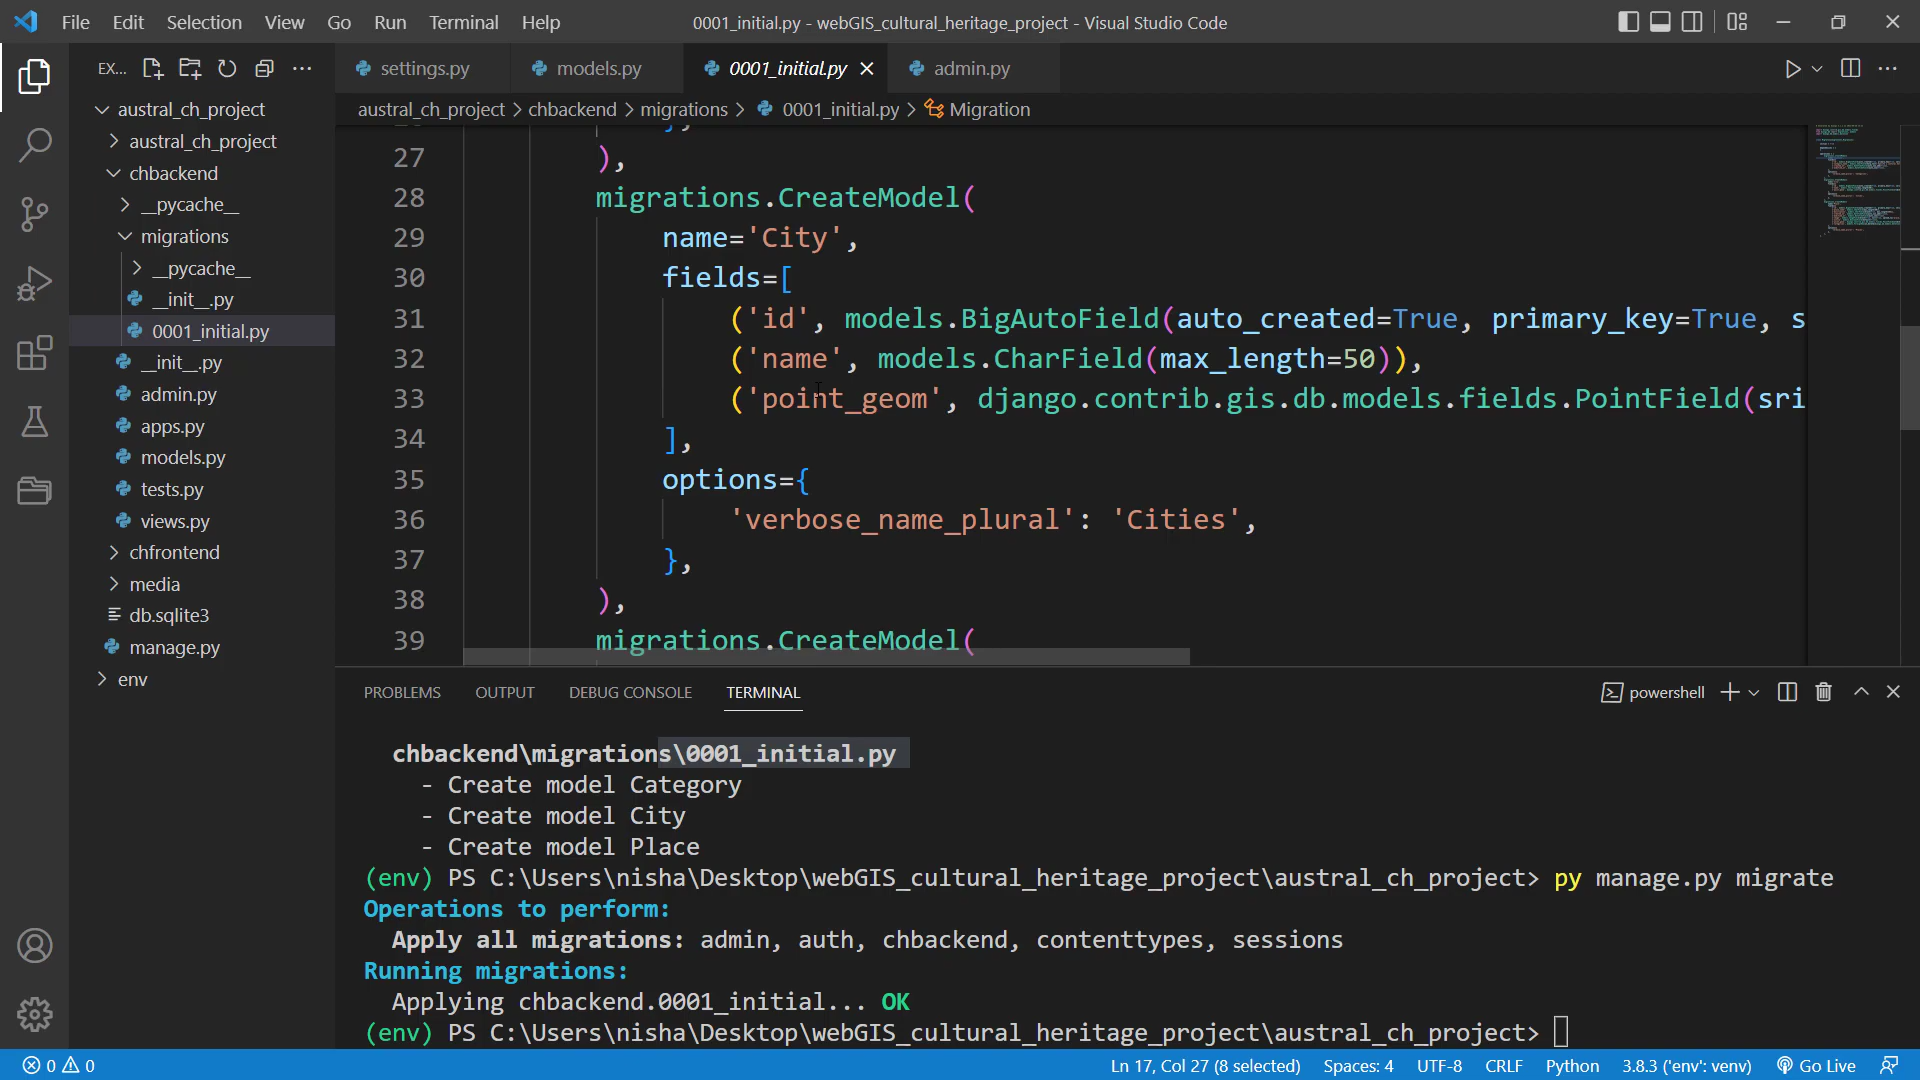 File Edit Selection View Go Run Terminal Help
0001_initial.py - webGIS_cultural_heritage_project - Visual Studio Code
EX...
settings.py
models.py
0001_initial.py
admin.py
austral_ch_project > chbackend > migrations > 0001_initial.py > Migration
austral_ch_project
austral_ch_project
chbackend
__pycache__
migrations
__pycache__
__init__.py
0001_initial.py
__init__.py
admin.py
apps.py
models.py
tests.py
views.py
chfrontend
media
db.sqlite3
manage.py
env
27 ),
28 migrations.CreateModel(
29 name='City',
30 fields=[
31 ('id', models.BigAutoField(auto_created=True, primary_key=True, s
32 ('name', models.CharField(max_length=50)),
33 ('point_geom', django.contrib.gis.db.models.fields.PointField(sri
34 ],
35 options={
36 'verbose_name_plural': 'Cities',
37 },
38 ),
39 migrations.CreateModel(
PROBLEMS OUTPUT DEBUG CONSOLE TERMINAL
powershell
chbackend\migrations\0001_initial.py
- Create model Category
- Create model City
- Create model Place
(env) PS C:\Users\nisha\Desktop\webGIS_cultural_heritage_project\austral_ch_project> py manage.py migrate
Operations to perform:
Apply all migrations: admin, auth, chbackend, contenttypes, sessions
Running migrations:
Applying chbackend.0001_initial... OK
(env) PS C:\Users\nisha\Desktop\webGIS_cultural_heritage_project\austral_ch_project>
0 0
Ln 17, Col 27 (8 selected) Spaces: 4 UTF-8 CRLF Python 3.8.3 ('env': venv) Go Live